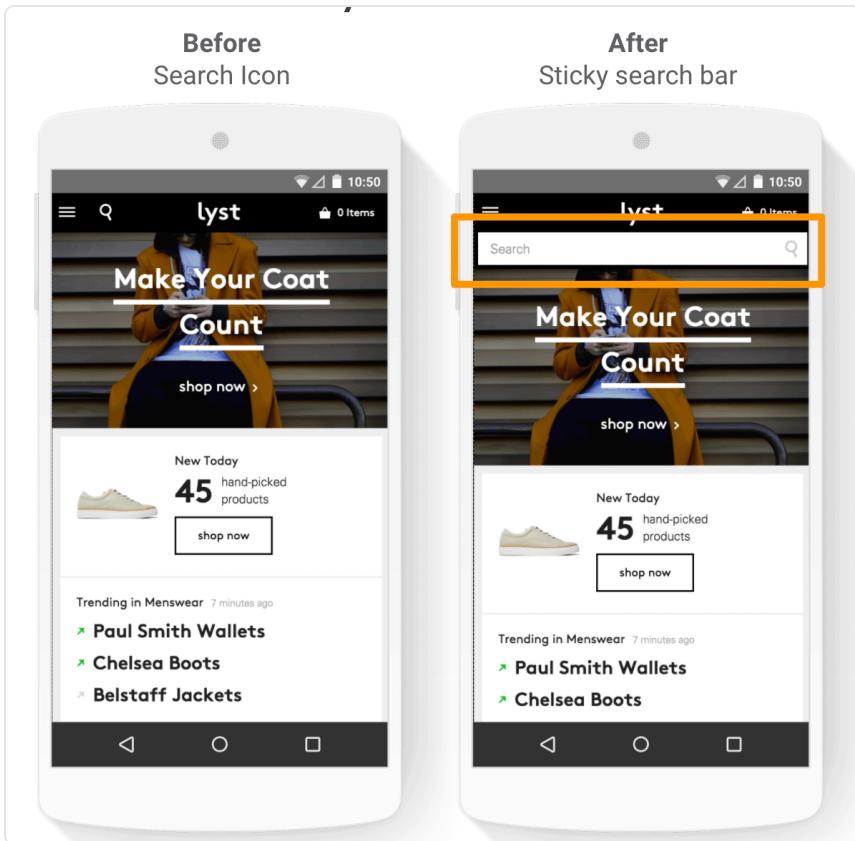 Before
Search Icon
10:50
lyst
0 Items
Make Your Coat
Count
shop now >
New Today
45 hand-picked
products
shop now
Trending in Menswear 7 minutes ago
Paul Smith Wallets
Chelsea Boots
Belstaff Jackets
After
Sticky search bar
10:50
lyst
0 Items
Search
Make Your Coat
Count
shop now >
New Today
45 hand-picked
products
shop now
Trending in Menswear 7 minutes ago
Paul Smith Wallets
Chelsea Boots